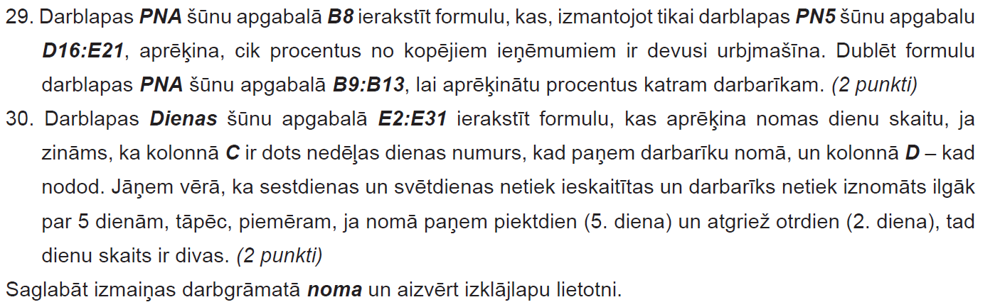 29. Darblapas PNA šūnu apgabalā B8 ierakstīt formulu, kas, izmantojot tikai darblapas PN5 šūnu apgabalu
D16:E21, aprēķina, cik procentus no kopējiem ieņēmumiem ir devusi urbjmašīna. Dublēt formulu
darblapas PNA šūnu apgabalā B9:B13, lai aprēķinātu procentus katram darbarīkam. (2 punkti)
30. Darblapas Dienas šūnu apgabalā E2:E31 ierakstīt formulu, kas aprēķina nomas dienu skaitu, ja
zināms, ka kolonnā C ir dots nedēļas dienas numurs, kad paņem darbarīku nomā, un kolonnā D – kad
nodod. Jāņem vērā, ka sestdienas un svētdienas netiek ieskaitītas un darbarīks netiek iznomāts ilgāk
par 5 dienām, tāpēc, piemēram, ja nomā paņem piektdien (5. diena) un atgriež otrdien (2. diena), tad
dienu skaits ir divas. (2 punkti)
Saglabāt izmaiņas darbgrāmatā noma un aizvērt izklājlapu lietotni.